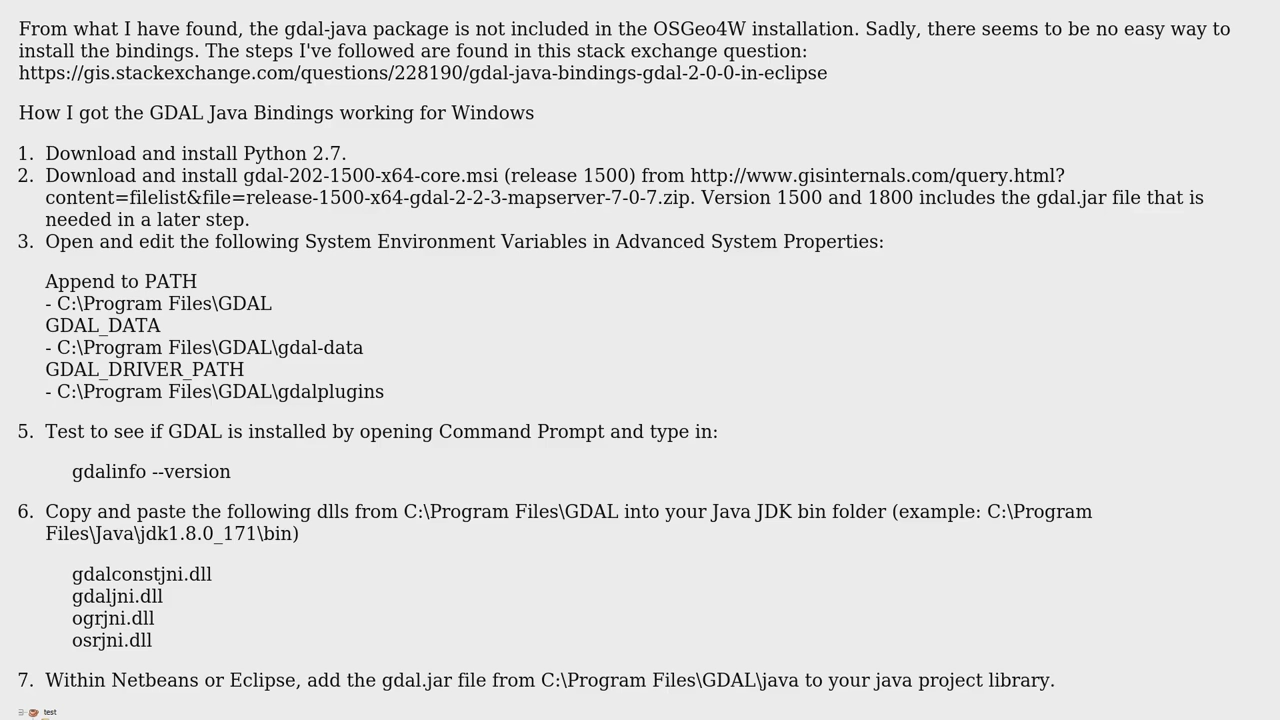 From what I have found, the gdal-java package is not included in the OSGeo4W installation. Sadly, there seems to be no easy way to
install the bindings. The steps I've followed are found in this stack exchange question:
https://gis.stackexchange.com/questions/228190/gdal-java-bindings-gdal-2-0-0-in-eclipse
How I got the GDAL Java Bindings working for Windows
1. Download and install Python 2.7.
2. Download and install gdal-202-1500-x64-core.msi (release 1500) from http://www.gisinternals.com/query.html?
content=filelist&file=release-1500-x64-gdal-2-2-3-mapserver-7-0-7.zip. Version 1500 and 1800 includes the gdal.jar file that is
needed in a later step.
3. Open and edit the following System Environment Variables in Advanced System Properties:
Append to PATH
- C:\Program Files\GDAL
GDAL_DATA
- C:\Program Files\GDAL\gdal-data
GDAL_DRIVER_PATH
- C:\Program Files\GDAL\gdalplugins
5. Test to see if GDAL is installed by opening Command Prompt and type in:
gdalinfo --version
6. Copy and paste the following dlls from C:\Program Files\GDAL into your Java JDK bin folder (example: C:\Program
Files\Java\jdk1.8.0_171\bin)
gdalconstjni.dll
gdaljni.dll
ogrjni.dll
osrjni.dll
7. Within Netbeans or Eclipse, add the gdal.jar file from C:\Program Files\GDAL\java to your java project library.
test